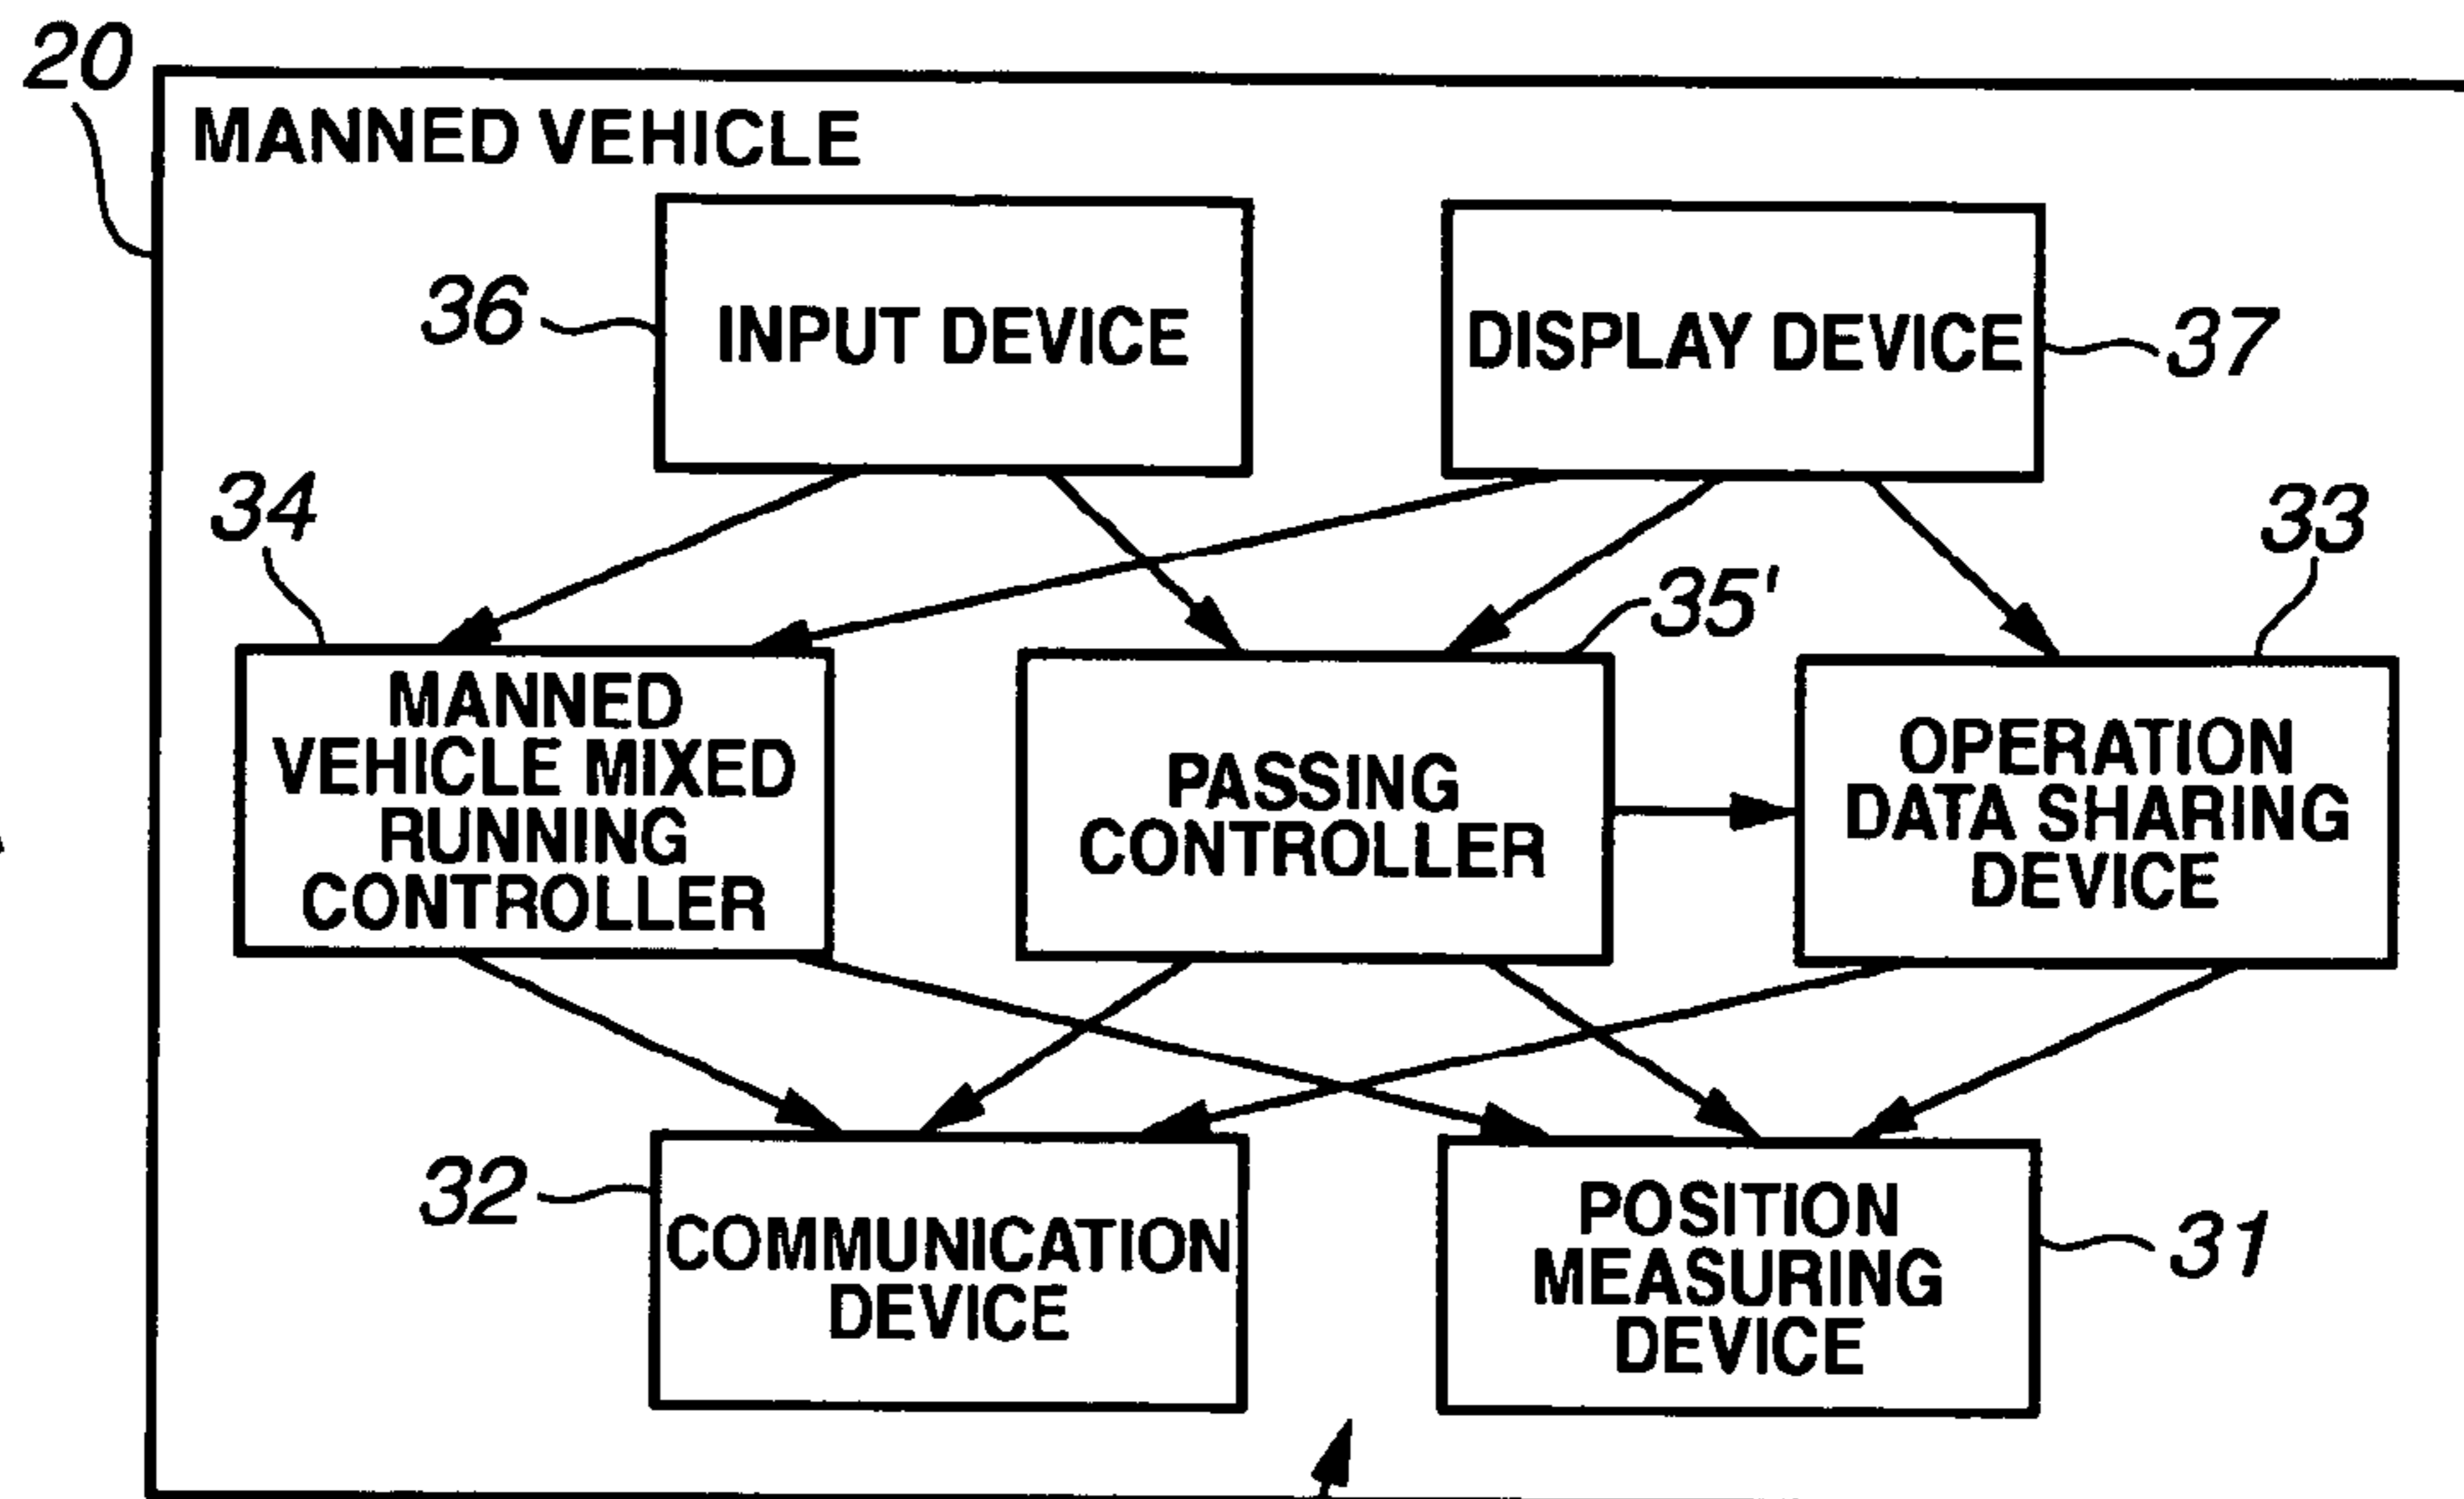 20
MANNED VEHICLE
36
INPUT DEVICE
DISPLAY DEVICE
37
34
33
35'
MANNED
VEHICLE MIXED
RUNNING
CONTROLLER
PASSING
CONTROLLER
OPERATION
DATA SHARING
DEVICE
32
COMMUNICATION
DEVICE
POSITION
MEASURING
DEVICE
31